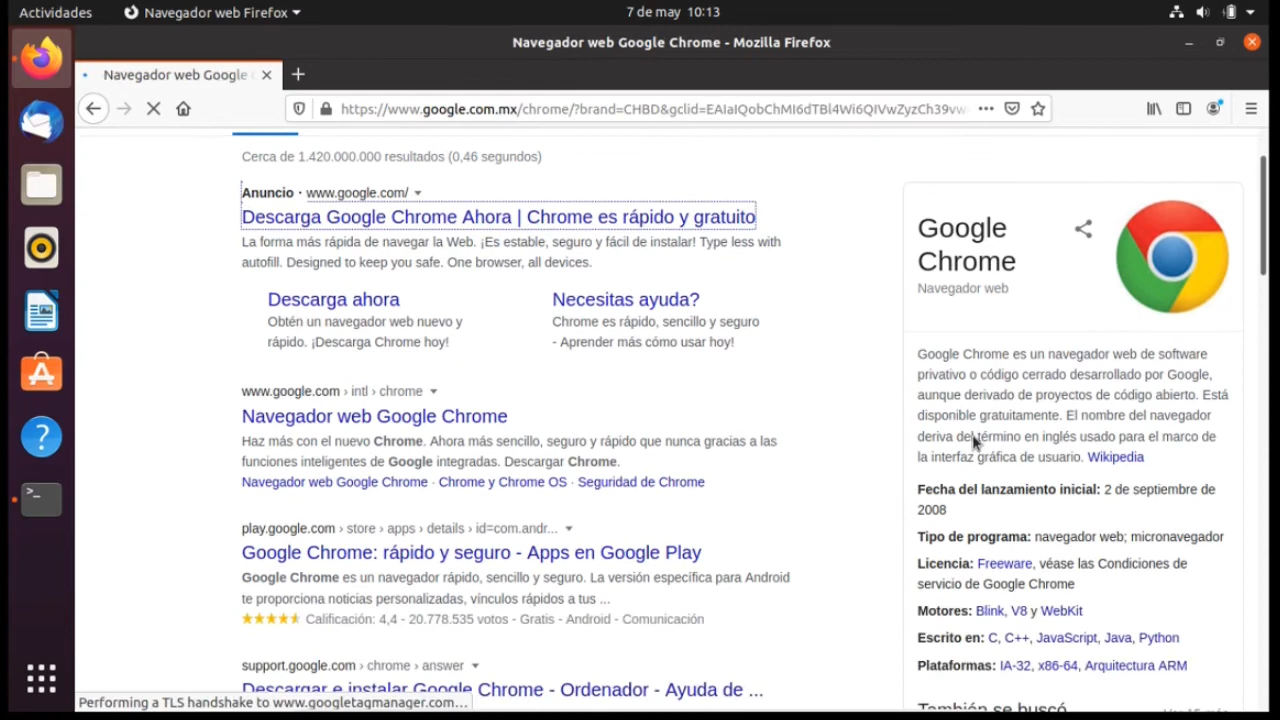 Actividades
Navegador web Firefox
7 de may 10:13
Navegador web Google Chrome - Mozilla Firefox
Navegador web Google
https://www.google.com.mx/chrome/?brand=CHBD&gclid=EAIaIQobChMI6dTBl4Wi6QIVwZyzCh39vw
Cerca de 1.420.000.000 resultados (0,46 segundos)
Anuncio · www.google.com/
Descarga Google Chrome Ahora | Chrome es rápido y gratuito
La forma más rápida de navegar la Web. ¡Es estable, seguro y fácil de instalar! Type less with
autofill. Designed to keep you safe. One browser, all devices.
Descarga ahora
Obtén un navegador web nuevo y
rápido. ¡Descarga Chrome hoy!
Necesitas ayuda?
Chrome es rápido, sencillo y seguro
- Aprender más cómo usar hoy!
www.google.com › intl › chrome
Navegador web Google Chrome
Haz más con el nuevo Chrome. Ahora más sencillo, seguro y rápido que nunca gracias a las
funciones inteligentes de Google integradas. Descargar Chrome.
Navegador web Google Chrome · Chrome y Chrome OS · Seguridad de Chrome
play.google.com › store › apps › details › id=com.andr...
Google Chrome: rápido y seguro - Apps en Google Play
Google Chrome es un navegador rápido, sencillo y seguro. La versión específica para Android
te proporciona noticias personalizadas, vínculos rápidos a tus ...
Calificación: 4,4 - 20.778.535 votos - Gratis - Android - Comunicación
support.google.com › chrome › answer
Descargar e instalar Google Chrome - Ordenador - Ayuda de ...
Performing a TLS handshake to www.googletagmanager.com…
Google
Chrome
Navegador web
Google Chrome es un navegador web de software
privativo o código cerrado desarrollado por Google,
aunque derivado de proyectos de código abierto. Está
disponible gratuitamente. El nombre del navegador
deriva del término en inglés usado para el marco de
la interfaz gráfica de usuario. Wikipedia
Fecha del lanzamiento inicial: 2 de septiembre de
2008
Tipo de programa: navegador web; micronavegador
Licencia: Freeware, véase las Condiciones de
servicio de Google Chrome
Motores: Blink, V8 y WebKit
Escrito en: C, C++, JavaScript, Java, Python
Plataformas: IA-32, x86-64, Arquitectura ARM
También se buscó
Ver 15 más